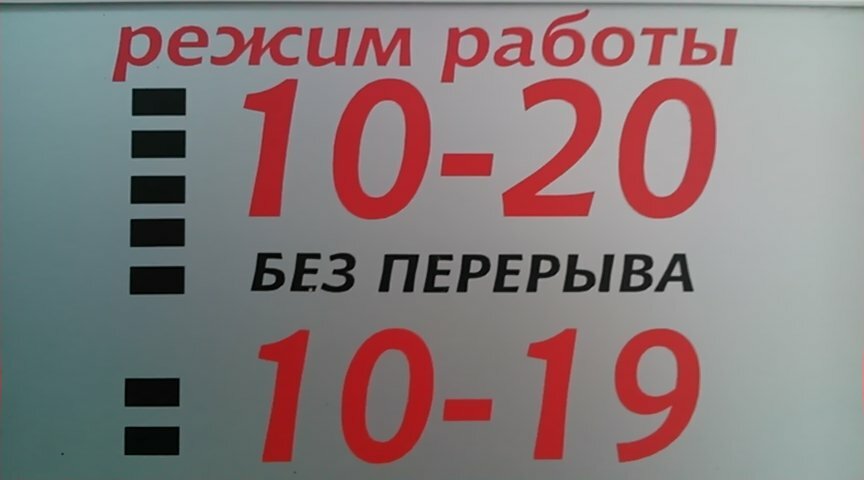 режим работы
10-20
БЕЗ ПЕРЕРЫВА
10-19